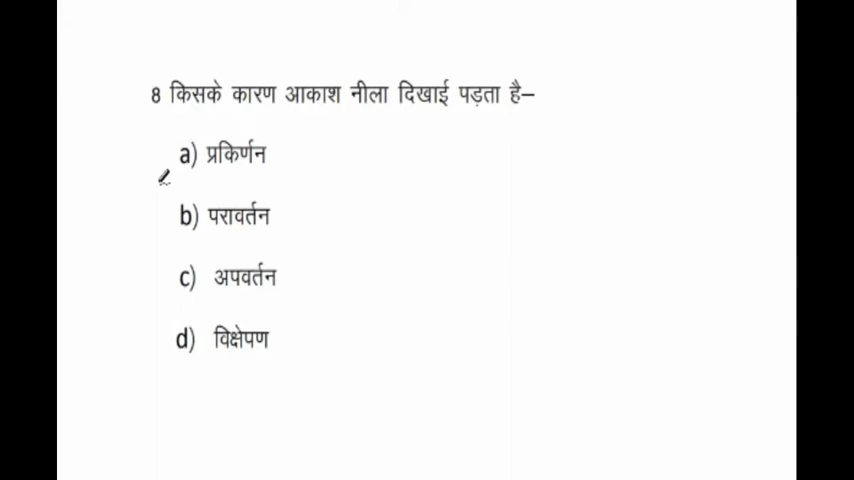 8 किसके कारण आकाश नीला दिखाई पड़ता है–
a) प्रकिर्णन
b) परावर्तन
c) अपवर्तन
d) विक्षेपण